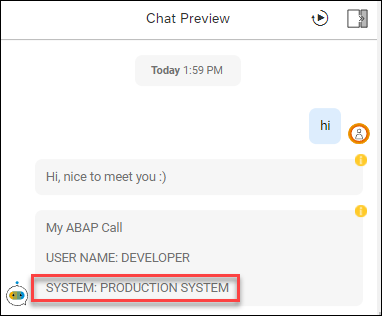 Chat Preview
Today 1:59 PM
hi
Hi, nice to meet you :)
My ABAP Call
USER NAME: DEVELOPER
SYSTEM: PRODUCTION SYSTEM